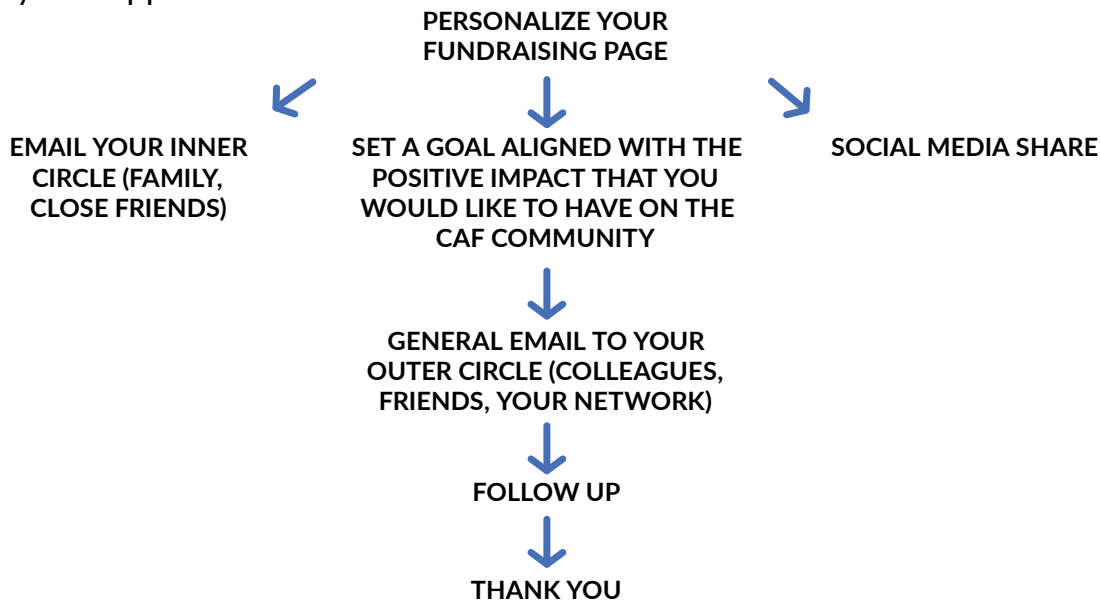 PERSONALIZE YOUR
FUNDRAISING PAGE
EMAIL YOUR INNER
CIRCLE (FAMILY,
CLOSE FRIENDS)
SET A GOAL ALIGNED WITH THE
POSITIVE IMPACT THAT YOU
WOULD LIKE TO HAVE ON THE
CAF COMMUNITY
SOCIAL MEDIA SHARE
GENERAL EMAIL TO YOUR
OUTER CIRCLE (COLLEAGUES,
FRIENDS, YOUR NETWORK)
FOLLOW UP
THANK YOU